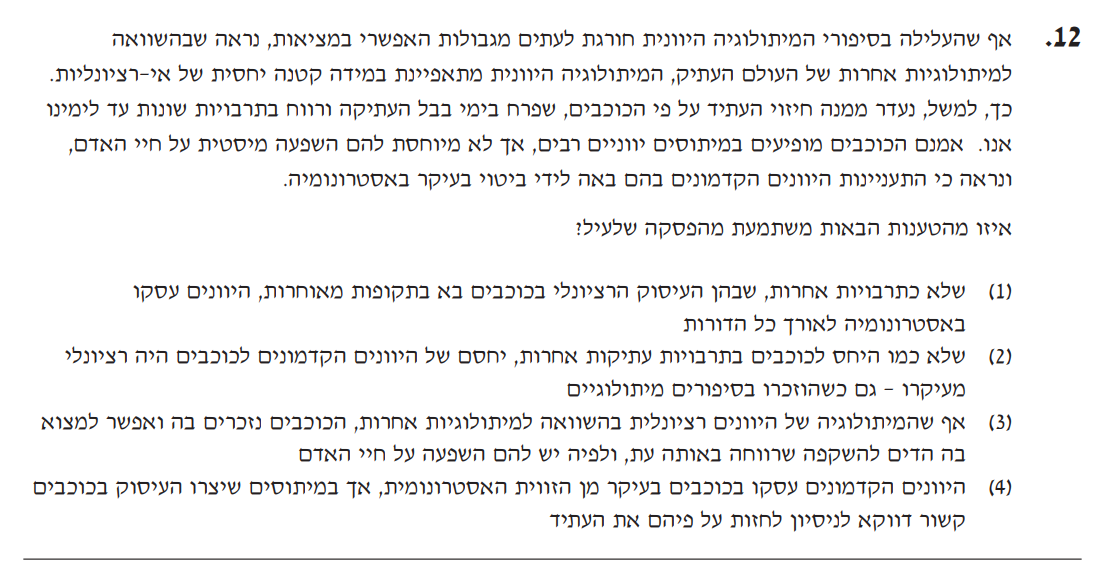 12. אף שהעלילה בסיפורי המיתולוגיה היוונית חורגת לעתים מגבולות האפשרי במציאות, נראה שבהשוואה
למיתולוגיות אחרות של העולם העתיק, המיתולוגיה היוונית מתאפיינת במידה קטנה יחסית של אי-רציונליות.
כך, למשל, נעדר ממנה חיזוי העתיד על פי הכוכבים, שפרח בימי בבל העתיקה ורווח בתרבויות שונות עד לימינו
אנו. אמנם הכוכבים מופיעים במיתוסים יווניים רבים, אך לא מיוחסת להם השפעה מיסטית על חיי האדם,
ונראה כי התעניינות היוונים הקדמונים בהם באה לידי ביטוי בעיקר באסטרונומיה.
איזו מהטענות הבאות משתמעת מהפסקה שלעיל?
(1) שלא כתרבויות אחרות, שבהן העיסוק הרציונלי בכוכבים בא בתקופות מאוחרות, היוונים עסקו
באסטרונומיה לאורך כל הדורות
(2) שלא כמו היחס לכוכבים בתרבויות עתיקות אחרות, יחסם של היוונים הקדמונים לכוכבים היה רציונלי
מעיקרו - גם כשהוזכרו בסיפורים מיתולוגיים
(3) אף שהמיתולוגיה של היוונים רציונלית בהשוואה למיתולוגיות אחרות, הכוכבים נזכרים בה ואפשר למצוא
בה הדים להשקפה שרווחה באותה עת, ולפיה יש להם השפעה על חיי האדם
(4) היוונים הקדמונים עסקו בכוכבים בעיקר מן הזווית האסטרונומית, אך במיתוסים שיצרו העיסוק בכוכבים
קשור דווקא לניסיון לחזות על פיהם את העתיד